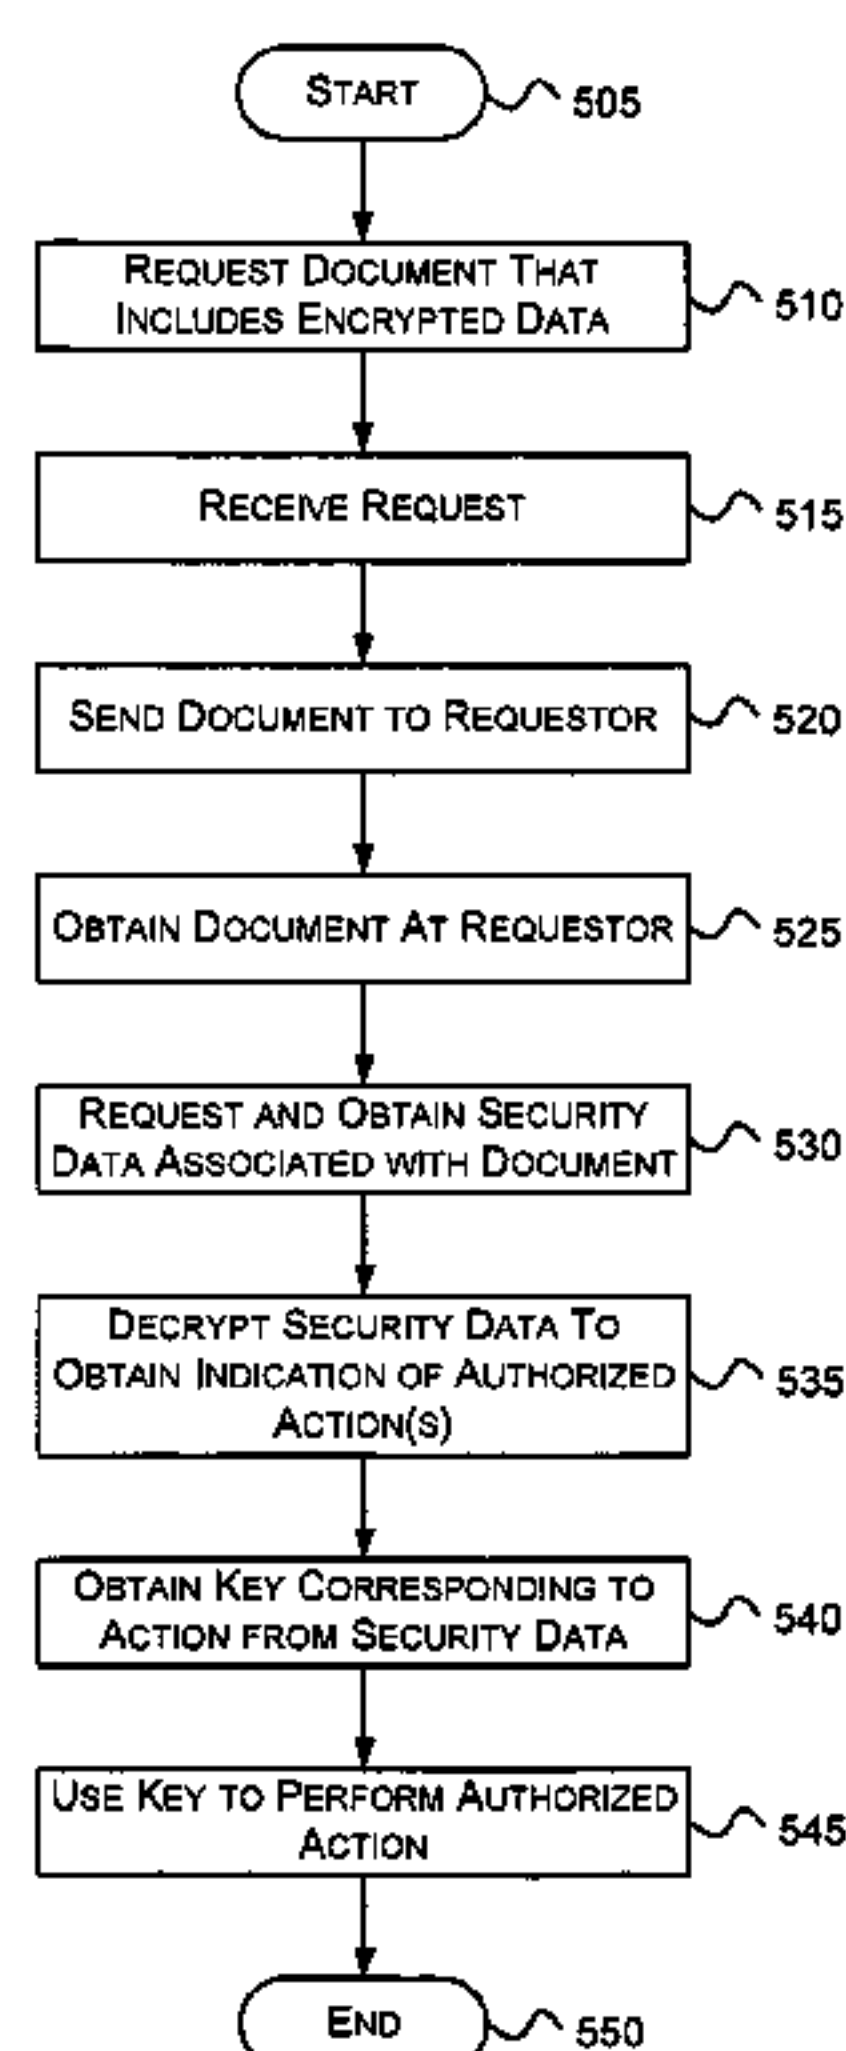 START
505
REQUEST DOCUMENT THAT
INCLUDES ENCRYPTED DATA
510
RECEIVE REQUEST
515
SEND DOCUMENT TO REQUESTOR
520
OBTAIN DOCUMENT AT REQUESTOR
525
REQUEST AND OBTAIN SECURITY
DATA ASSOCIATED WITH DOCUMENT
530
DECRYPT SECURITY DATA TO
OBTAIN INDICATION OF AUTHORIZED
ACTION(S)
535
OBTAIN KEY CORRESPONDING TO
ACTION FROM SECURITY DATA
540
USE KEY TO PERFORM AUTHORIZED
ACTION
545
END
550